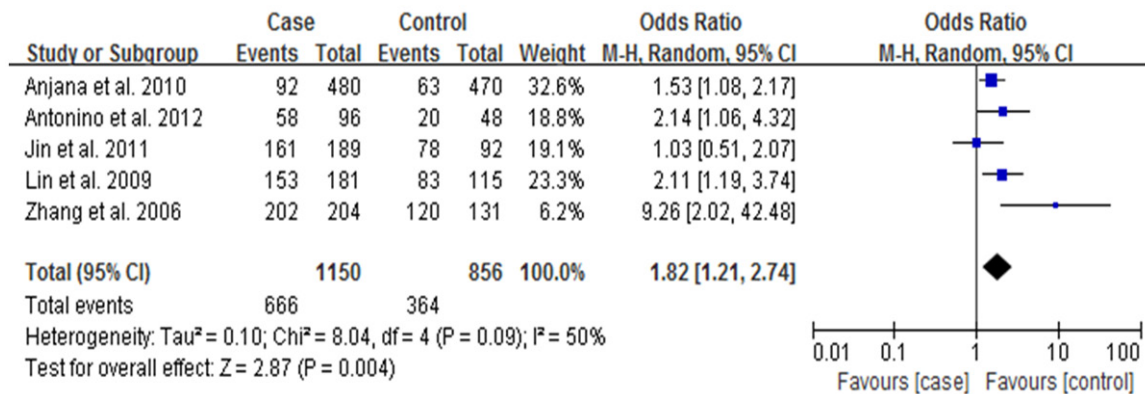 Case Control Odds Ratio Odds Ratio
Study or Subgroup Events Total Events Total Weight M-H, Random, 95% CI M-H, Random, 95% CI
Anjana et al. 2010 92 480 63 470 32.6% 1.53 [1.08, 2.17]
Antonino et al. 2012 58 96 20 48 18.8% 2.14 [1.06, 4.32]
Jin et al. 2011 161 189 78 92 19.1% 1.03 [0.51, 2.07]
Lin et al. 2009 153 181 83 115 23.3% 2.11 [1.19, 3.74]
Zhang et al. 2006 202 204 120 131 6.2% 9.26 [2.02, 42.48]
Total (95% CI) 1150 856 100.0% 1.82 [1.21, 2.74]
Total events 666 364
Heterogeneity: Tau² = 0.10; Chi² = 8.04, df = 4 (P = 0.09); I² = 50%
Test for overall effect: Z = 2.87 (P = 0.004)
0.01 0.1 1 10 100
Favours [case] Favours [control]